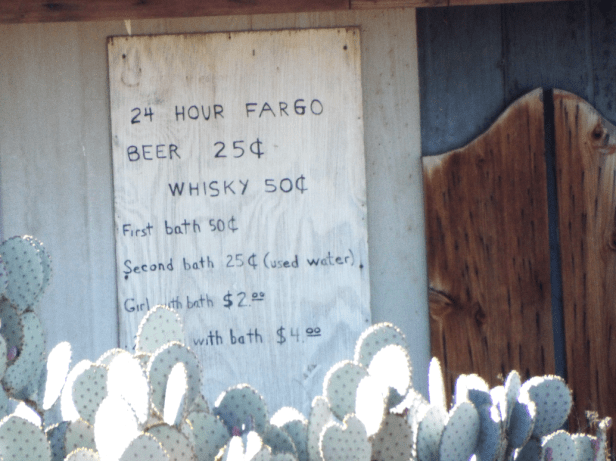 24 HOUR FARGO
BEER 25¢
WHISKY 50¢
First bath 50¢
Second bath 25¢ (used water)
Girl bath $2.00
with bath $4.00